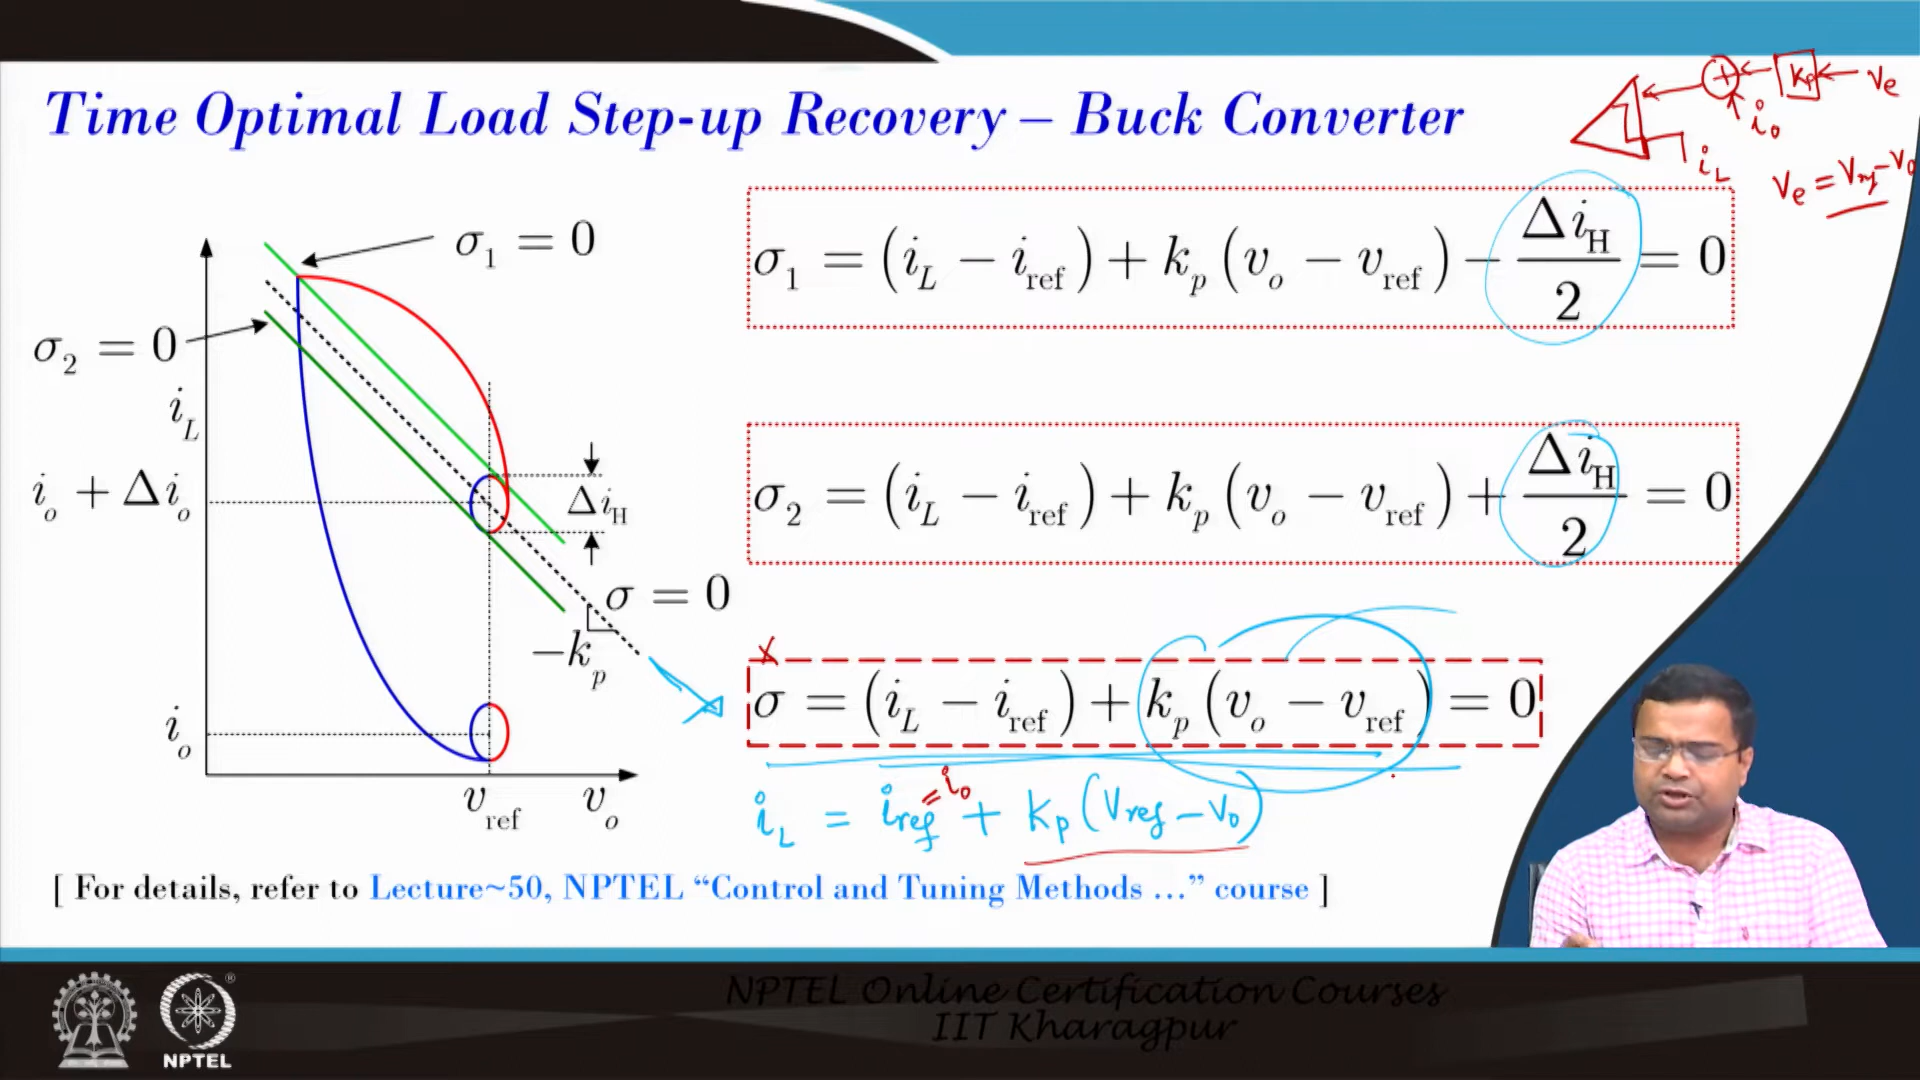 Time Optimal Load Step-up Recovery – Buck Converter
kp ← ve
+
io
iL
ve = vref – vo
σ1 = 0
σ2 = 0
iL
io + Δio
ΔiH
σ = 0
−kp
io
vref
vo
σ1 = (iL − iref) + kp (vo − vref) − ΔiH/2 = 0
σ2 = (iL − iref) + kp (vo − vref) + ΔiH/2 = 0
σ = (iL − iref) + kp (vo − vref) = 0
= io
iL = iref + kp (vref − vo)
[ For details, refer to Lecture~50, NPTEL “Control and Tuning Methods …” course ]
NPTEL
®
NPTEL Online Certification Courses
IIT Kharagpur